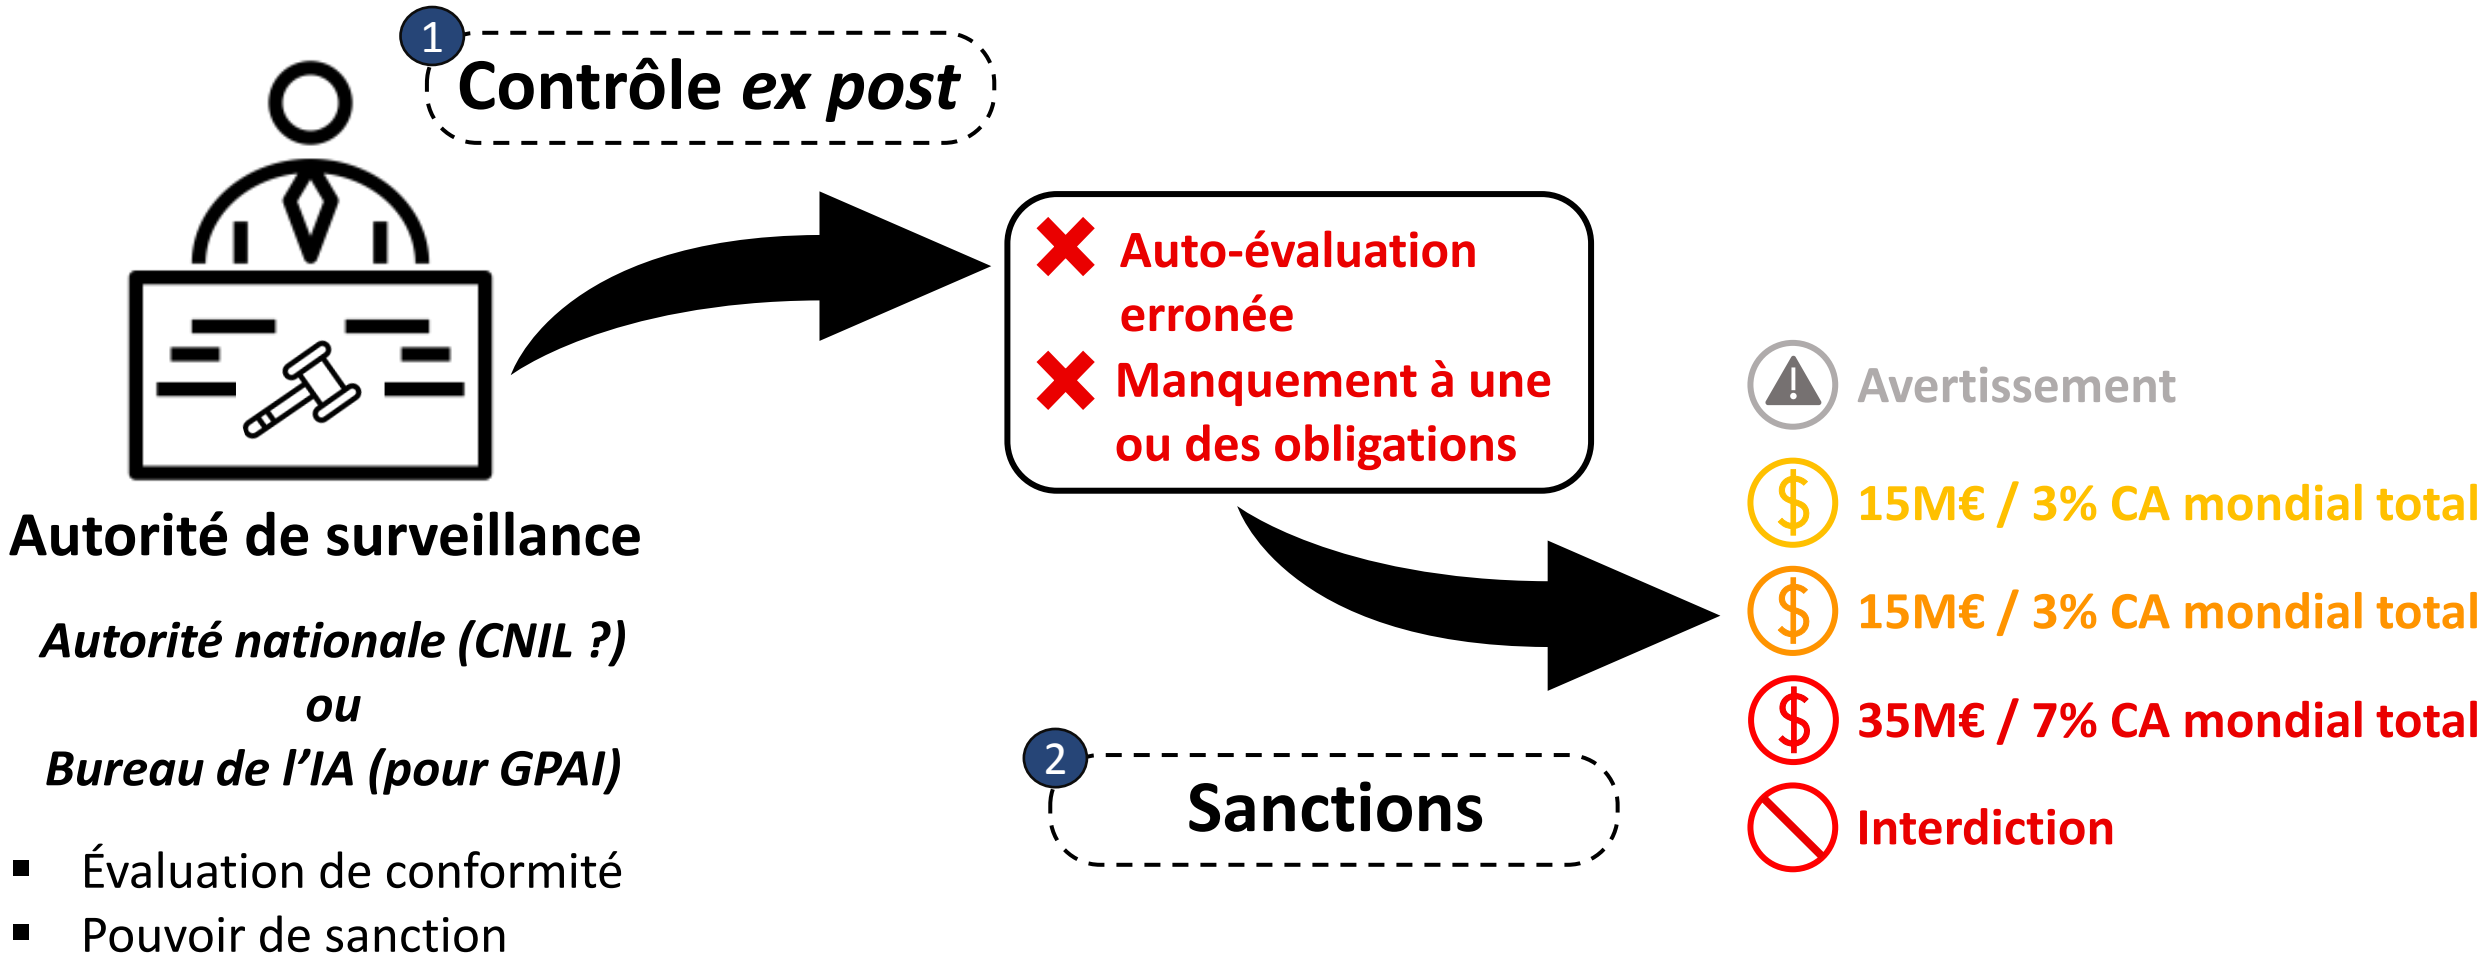 1
Contrôle ex post
Auto-évaluation
erronée
Manquement à une
ou des obligations
Autorité de surveillance
Autorité nationale (CNIL ?)
ou
Bureau de l’IA (pour GPAI)
▪ Évaluation de conformité
▪ Pouvoir de sanction
2
Sanctions
Avertissement
$ 15M€ / 3% CA mondial total
$ 15M€ / 3% CA mondial total
$ 35M€ / 7% CA mondial total
Interdiction